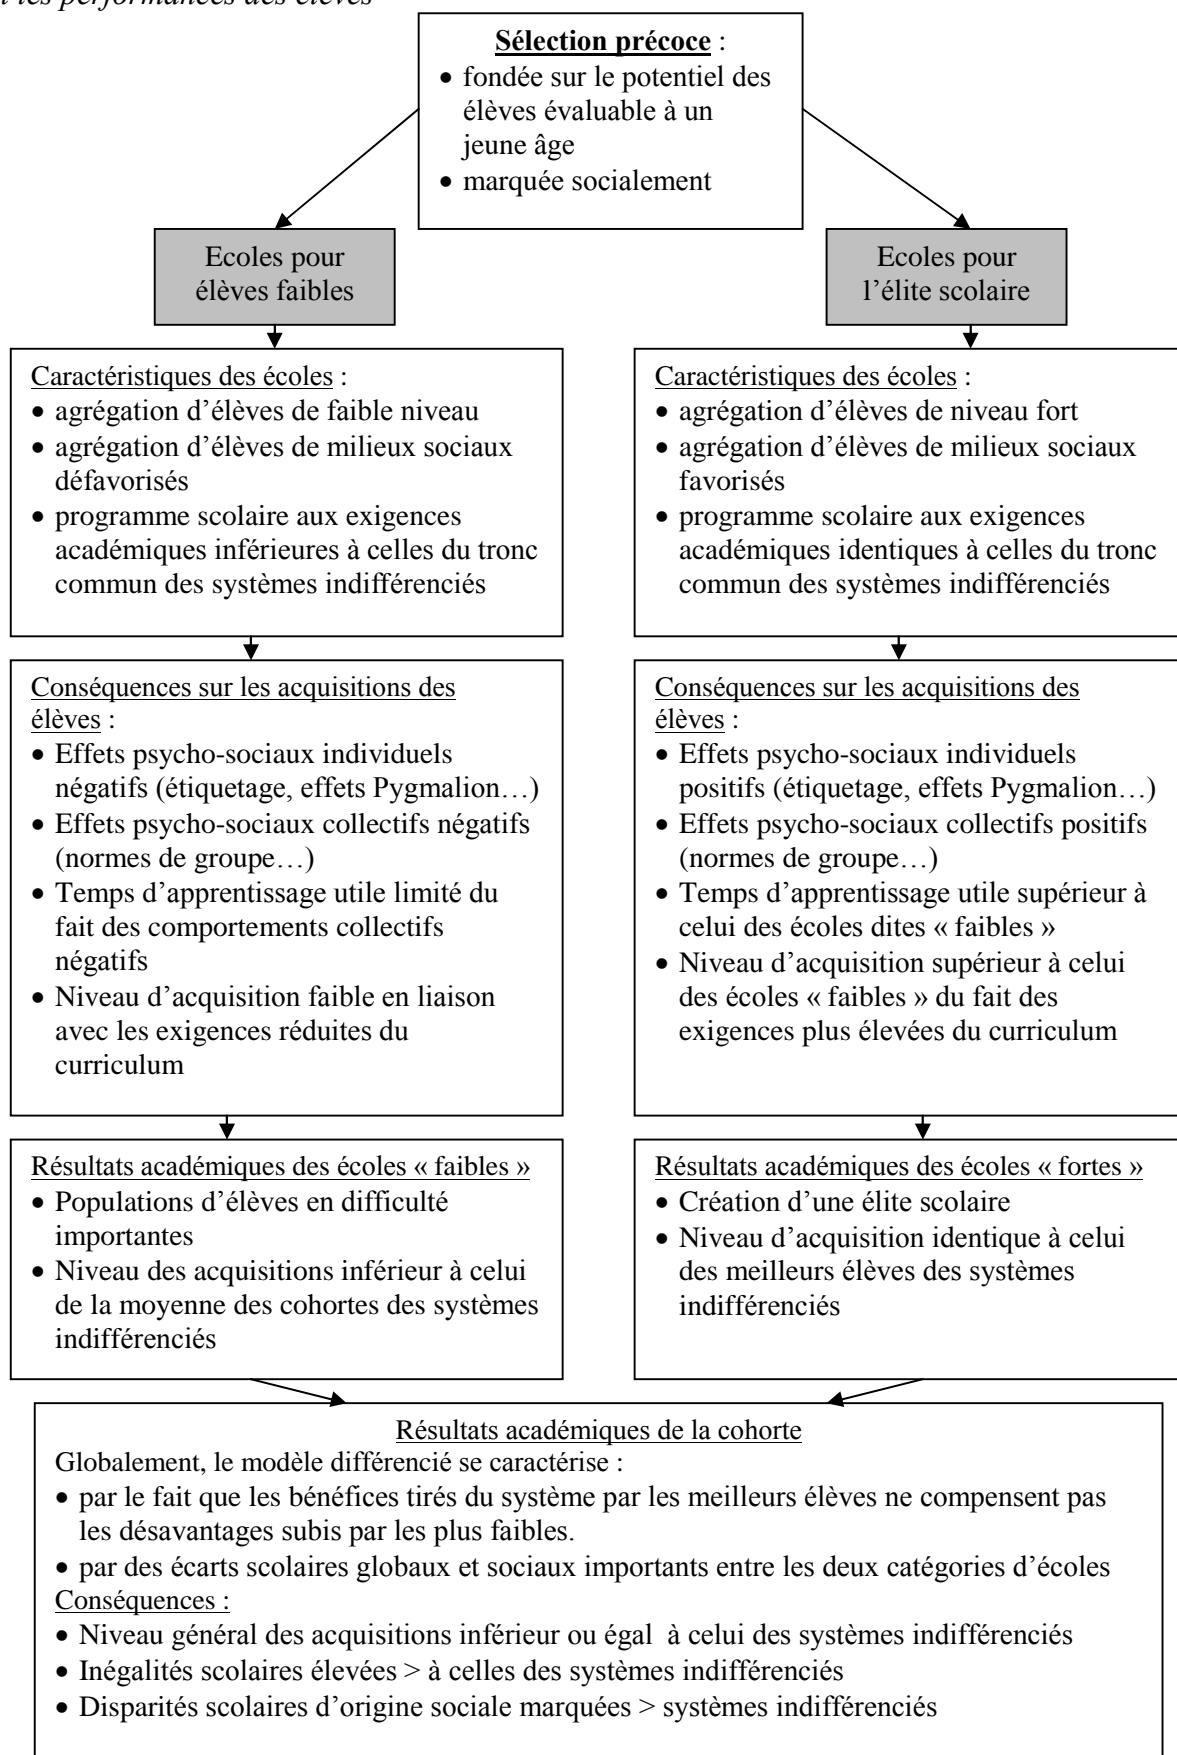 les performances des élèves
Sélection précoce :
• fondée sur le potentiel des
élèves évaluable à un
jeune âge
• marquée socialement
Ecoles pour
élèves faibles
Ecoles pour
l’élite scolaire
Caractéristiques des écoles :
• agrégation d’élèves de faible niveau
• agrégation d’élèves de milieux sociaux
défavorisés
• programme scolaire aux exigences
académiques inférieures à celles du tronc
commun des systèmes indifférenciés
Caractéristiques des écoles :
• agrégation d’élèves de niveau fort
• agrégation d’élèves de milieux sociaux
favorisés
• programme scolaire aux exigences
académiques identiques à celles du tronc
commun des systèmes indifférenciés
Conséquences sur les acquisitions des
élèves :
• Effets psycho-sociaux individuels
négatifs (étiquetage, effets Pygmalion…)
• Effets psycho-sociaux collectifs négatifs
(normes de groupe…)
• Temps d’apprentissage utile limité du
fait des comportements collectifs
négatifs
• Niveau d’acquisition faible en liaison
avec les exigences réduites du
curriculum
Conséquences sur les acquisitions des
élèves :
• Effets psycho-sociaux individuels
positifs (étiquetage, effets Pygmalion…)
• Effets psycho-sociaux collectifs positifs
(normes de groupe…)
• Temps d’apprentissage utile supérieur à
celui des écoles dites « faibles »
• Niveau d’acquisition supérieur à celui
des écoles « faibles » du fait des
exigences plus élevées du curriculum
Résultats académiques des écoles « faibles »
• Populations d’élèves en difficulté
importantes
• Niveau des acquisitions inférieur à celui
de la moyenne des cohortes des systèmes
indifférenciés
Résultats académiques des écoles « fortes »
• Création d’une élite scolaire
• Niveau d’acquisition identique à celui
des meilleurs élèves des systèmes
indifférenciés
Résultats académiques de la cohorte
Globalement, le modèle différencié se caractérise :
• par le fait que les bénéfices tirés du système par les meilleurs élèves ne compensent pas
les désavantages subis par les plus faibles.
• par des écarts scolaires globaux et sociaux importants entre les deux catégories d’écoles
Conséquences :
• Niveau général des acquisitions inférieur ou égal  à celui des systèmes indifférenciés
• Inégalités scolaires élevées > à celles des systèmes indifférenciés
• Disparités scolaires d’origine sociale marquées > systèmes indifférenciés